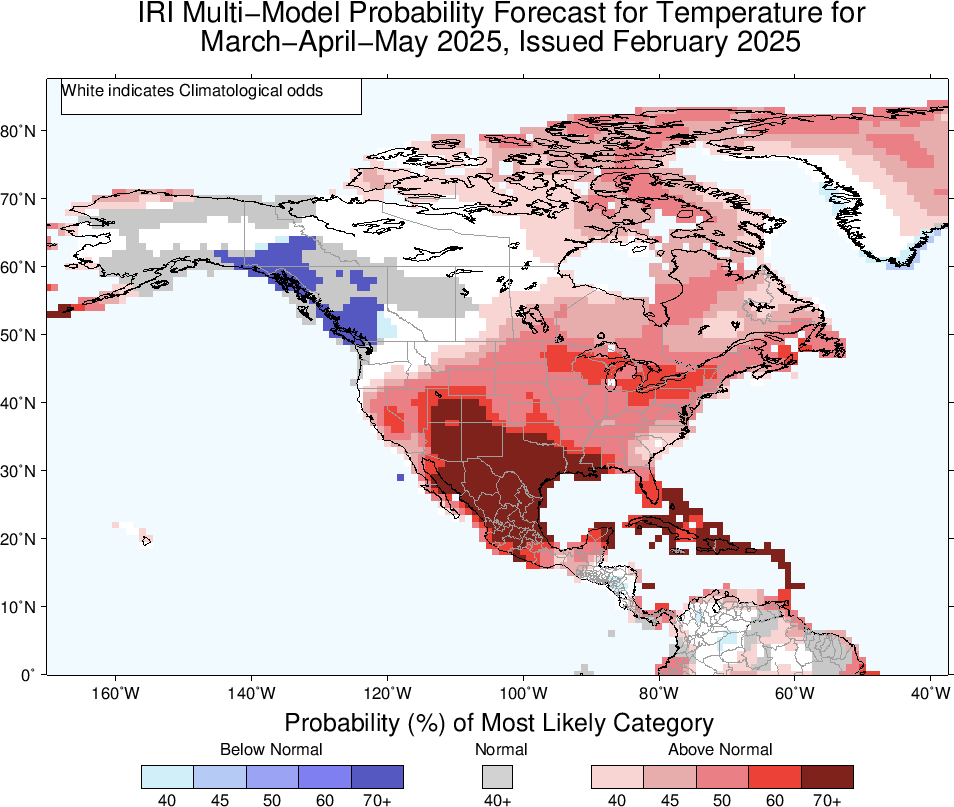 IRI Multi−Model Probability Forecast for Temperature for
March−April−May 2025, Issued February 2025
White indicates Climatological odds
80˚N
70˚N
60˚N
50˚N
40˚N
30˚N
20˚N
10˚N
0˚
160˚W 140˚W 120˚W 100˚W 80˚W 60˚W 40˚W
Probability (%) of Most Likely Category
Below Normal Normal Above Normal
40 45 50 60 70+ 40+ 40 45 50 60 70+